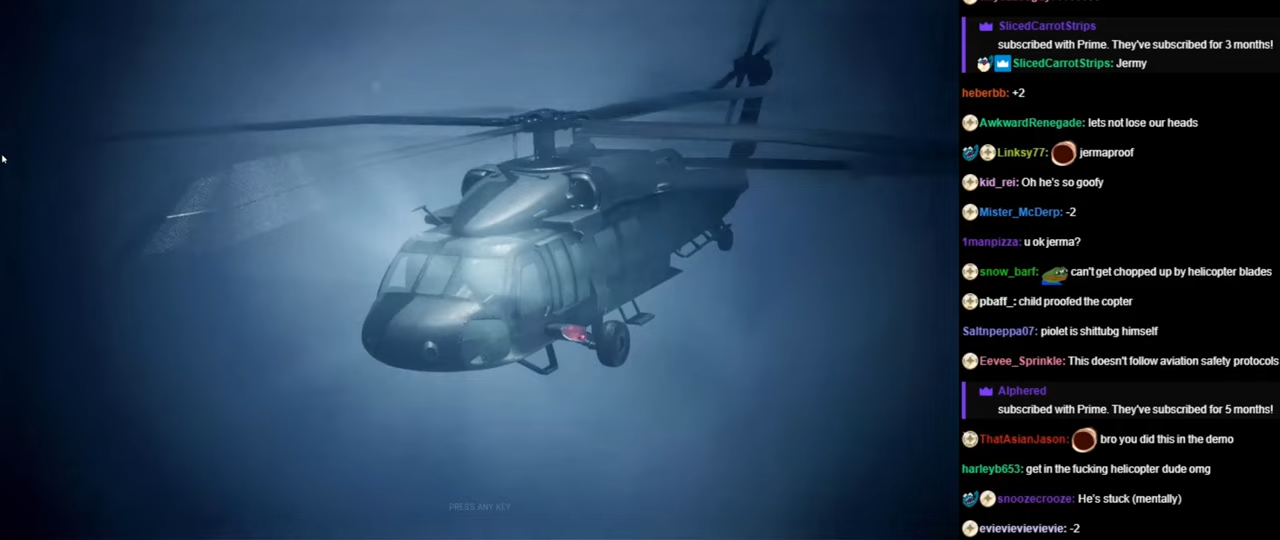 PRESS ANY KEY
SlicedCarrotStrips
subscribed with Prime. They've subscribed for 3 months!
SlicedCarrotStrips: Jermy
heberbb: +2
AwkwardRenegade: lets not lose our heads
Linksy77: jermaproof
kid_rei: Oh he's so goofy
Mister_McDerp: -2
1manpizza: u ok jerma?
snow_barf: can't get chopped up by helicopter blades
pbaff_: child proofed the copter
Saltnpeppa07: piolet is shittubg himself
Eevee_Sprinkle: This doesn't follow aviation safety protocols
Alphered
subscribed with Prime. They've subscribed for 5 months!
ThatAsianJason: bro you did this in the demo
harleyb653: get in the fucking helicopter dude omg
snoozecrooze: He's stuck (mentally)
evievievievievie: -2